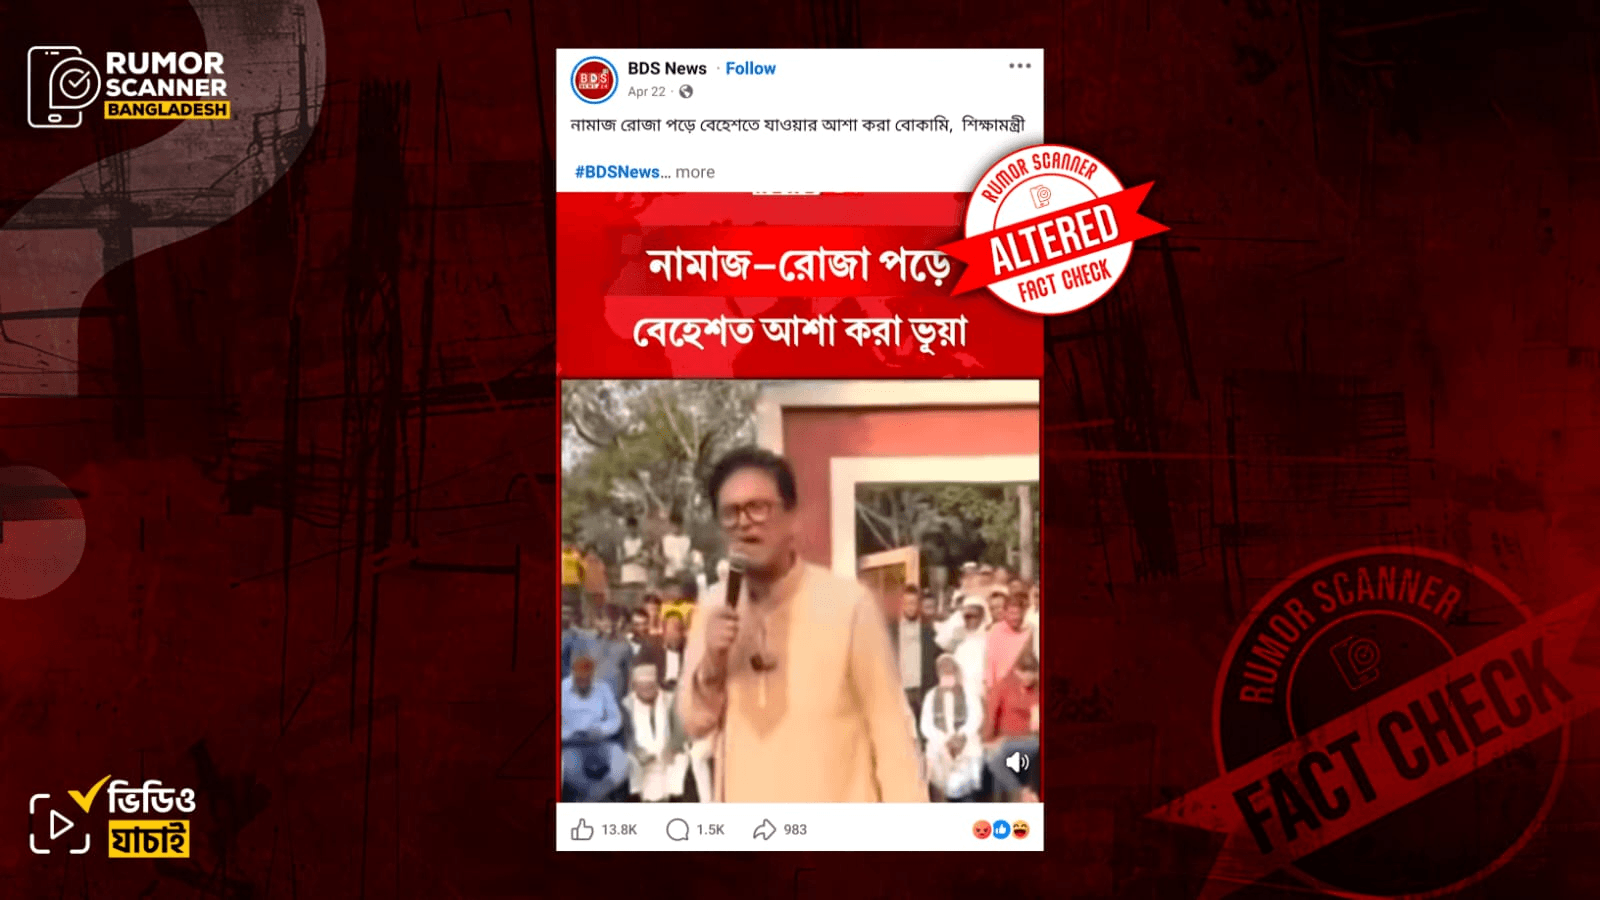 RUMOR
SCANNER
BANGLADESH
BDS
BDS News · Follow
Apr 22 ·
নামাজ রোজা পড়ে বেহেশতে যাওয়ার আশা করা বোকামি, শিক্ষামন্ত্রী
#BDSNews... more
নামাজ-রোজা পড়ে
বেহেশত আশা করা ভূয়া
RUMOR SCANNER
ALTERED
FACT CHECK
13.8K 1.5K 983
RUMOR SCANNER
FACT CHECK
ভিডিও
যাচাই